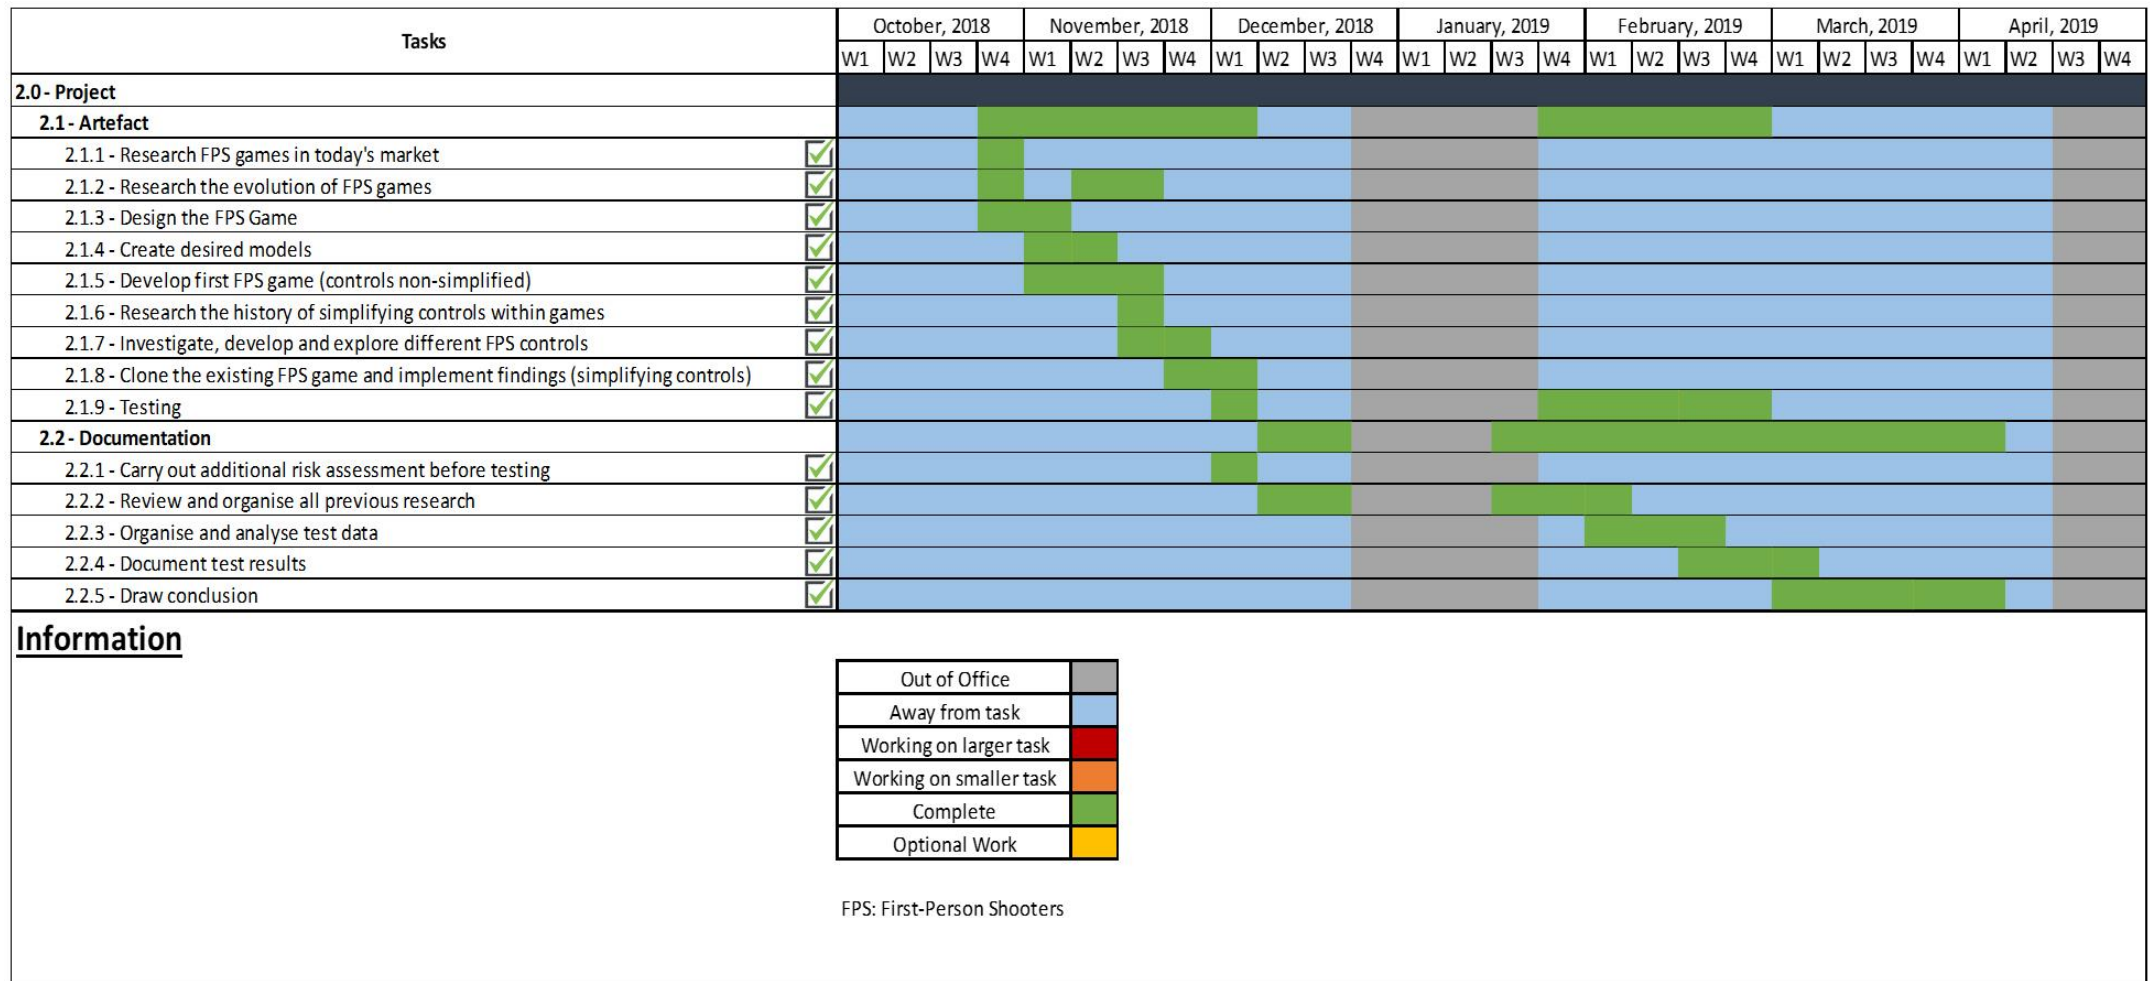 Tasks
October, 2018 November, 2018 December, 2018 January, 2019 February, 2019 March, 2019 April, 2019
W1 W2 W3 W4 W1 W2 W3 W4 W1 W2 W3 W4 W1 W2 W3 W4 W1 W2 W3 W4 W1 W2 W3 W4 W1 W2 W3 W4
2.0 - Project
2.1 - Artefact
2.1.1 - Research FPS games in today's market
2.1.2 - Research the evolution of FPS games
2.1.3 - Design the FPS Game
2.1.4 - Create desired models
2.1.5 - Develop first FPS game (controls non-simplified)
2.1.6 - Research the history of simplifying controls within games
2.1.7 - Investigate, develop and explore different FPS controls
2.1.8 - Clone the existing FPS game and implement findings (simplifying controls)
2.1.9 - Testing
2.2 - Documentation
2.2.1 - Carry out additional risk assessment before testing
2.2.2 - Review and organise all previous research
2.2.3 - Organise and analyse test data
2.2.4 - Document test results
2.2.5 - Draw conclusion
Information
Out of Office
Away from task
Working on larger task
Working on smaller task
Complete
Optional Work
FPS: First-Person Shooters